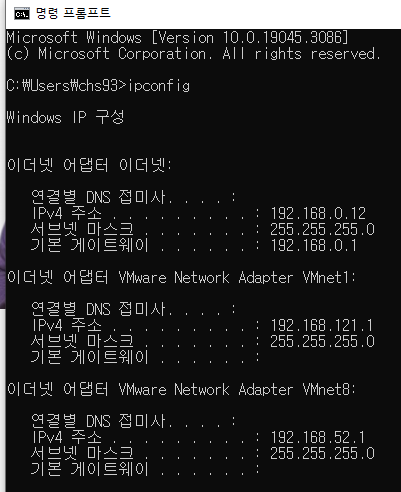 명령 프롬프트
Microsoft Windows [Version 10.0.19045.3086]
(c) Microsoft Corporation. All rights reserved.
C:₩Users₩chs93>ipconfig
Windows IP 구성
이더넷 어댑터 이더넷:
연결별 DNS 접미사. . . . :
IPv4 주소 . . . . . . . . . : 192.168.0.12
서브넷 마스크 . . . . . . . : 255.255.255.0
기본 게이트웨이 . . . . . . : 192.168.0.1
이더넷 어댑터 VMware Network Adapter VMnet1:
연결별 DNS 접미사. . . . :
IPv4 주소 . . . . . . . . . : 192.168.121.1
서브넷 마스크 . . . . . . . : 255.255.255.0
기본 게이트웨이 . . . . . . :
이더넷 어댑터 VMware Network Adapter VMnet8:
연결별 DNS 접미사. . . . :
IPv4 주소 . . . . . . . . . : 192.168.52.1
서브넷 마스크 . . . . . . . : 255.255.255.0
기본 게이트웨이 . . . . . . :